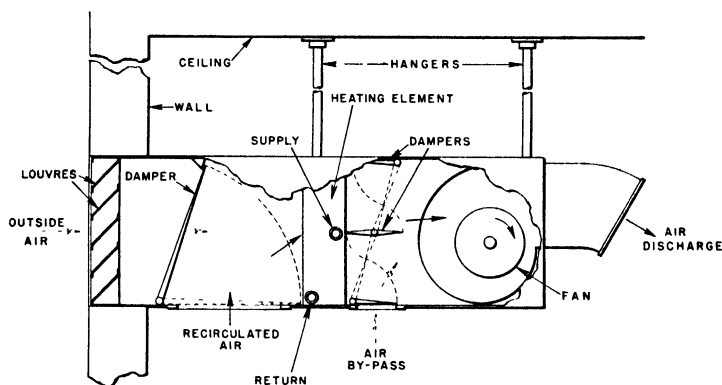 CEILING
HANGERS
WALL
HEATING ELEMENT
SUPPLY
DAMPERS
LOUVRES
DAMPER
OUTSIDE
AIR
AIR
DISCHARGE
FAN
RECIRCULATED
AIR
AIR
BY-PASS
RETURN